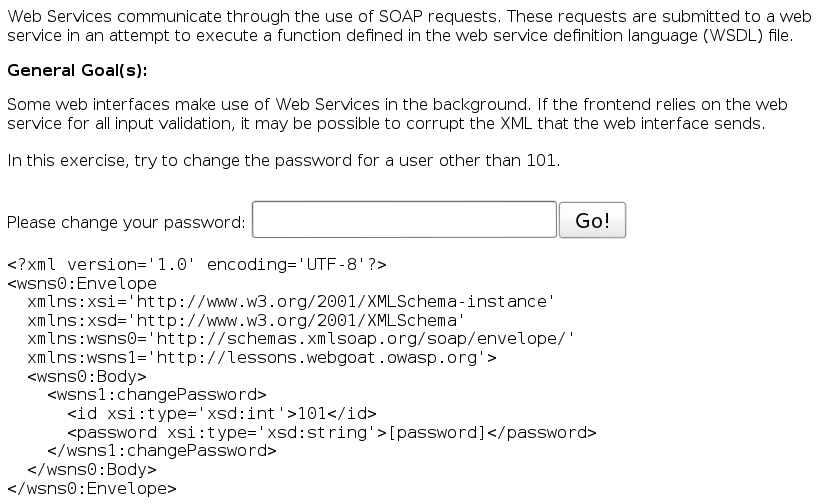 Web Services communicate through the use of SOAP requests. These requests are submitted to a web
service in an attempt to execute a function defined in the web service definition language (WSDL) file.
General Goal(s):
Some web interfaces make use of Web Services in the background. If the frontend relies on the web
service for all input validation, it may be possible to corrupt the XML that the web interface sends.
In this exercise, try to change the password for a user other than 101.
Please change your password: Go!
<?xml version='1.0' encoding='UTF-8'?>
<wsns0:Envelope
  xmlns:xsi='http://www.w3.org/2001/XMLSchema-instance'
  xmlns:xsd='http://www.w3.org/2001/XMLSchema'
  xmlns:wsns0='http://schemas.xmlsoap.org/soap/envelope/'
  xmlns:wsns1='http://lessons.webgoat.owasp.org'>
  <wsns0:Body>
    <wsns1:changePassword>
      <id xsi:type='xsd:int'>101</id>
      <password xsi:type='xsd:string'>[password]</password>
    </wsns1:changePassword>
  </wsns0:Body>
</wsns0:Envelope>